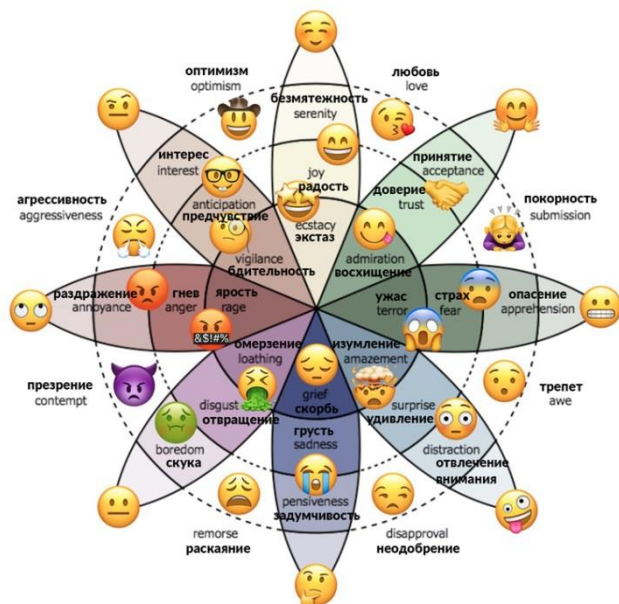 оптимизм
optimism
любовь
love
безмятежность
serenity
интерес
interest
принятие
acceptance
joy
радость
доверие
trust
anticipation
предчувствие
агрессивность
aggressiveness
покорность
submission
ecstacy
экстаз
vigilance
бдительность
admiration
восхищение
раздражение
annoyance
гнев
anger
ярость
rage
ужас
terror
страх
fear
опасение
apprehension
&$!#%
омерзение
loathing
изумление
amazement
презрение
contempt
трепет
awe
grief
скорбь
disgust
отвращение
surprise
удивление
грусть
sadness
boredom
скука
distraction
отвлечение
внимания
pensiveness
задумчивость
remorse
раскаяние
disapproval
неодобрение